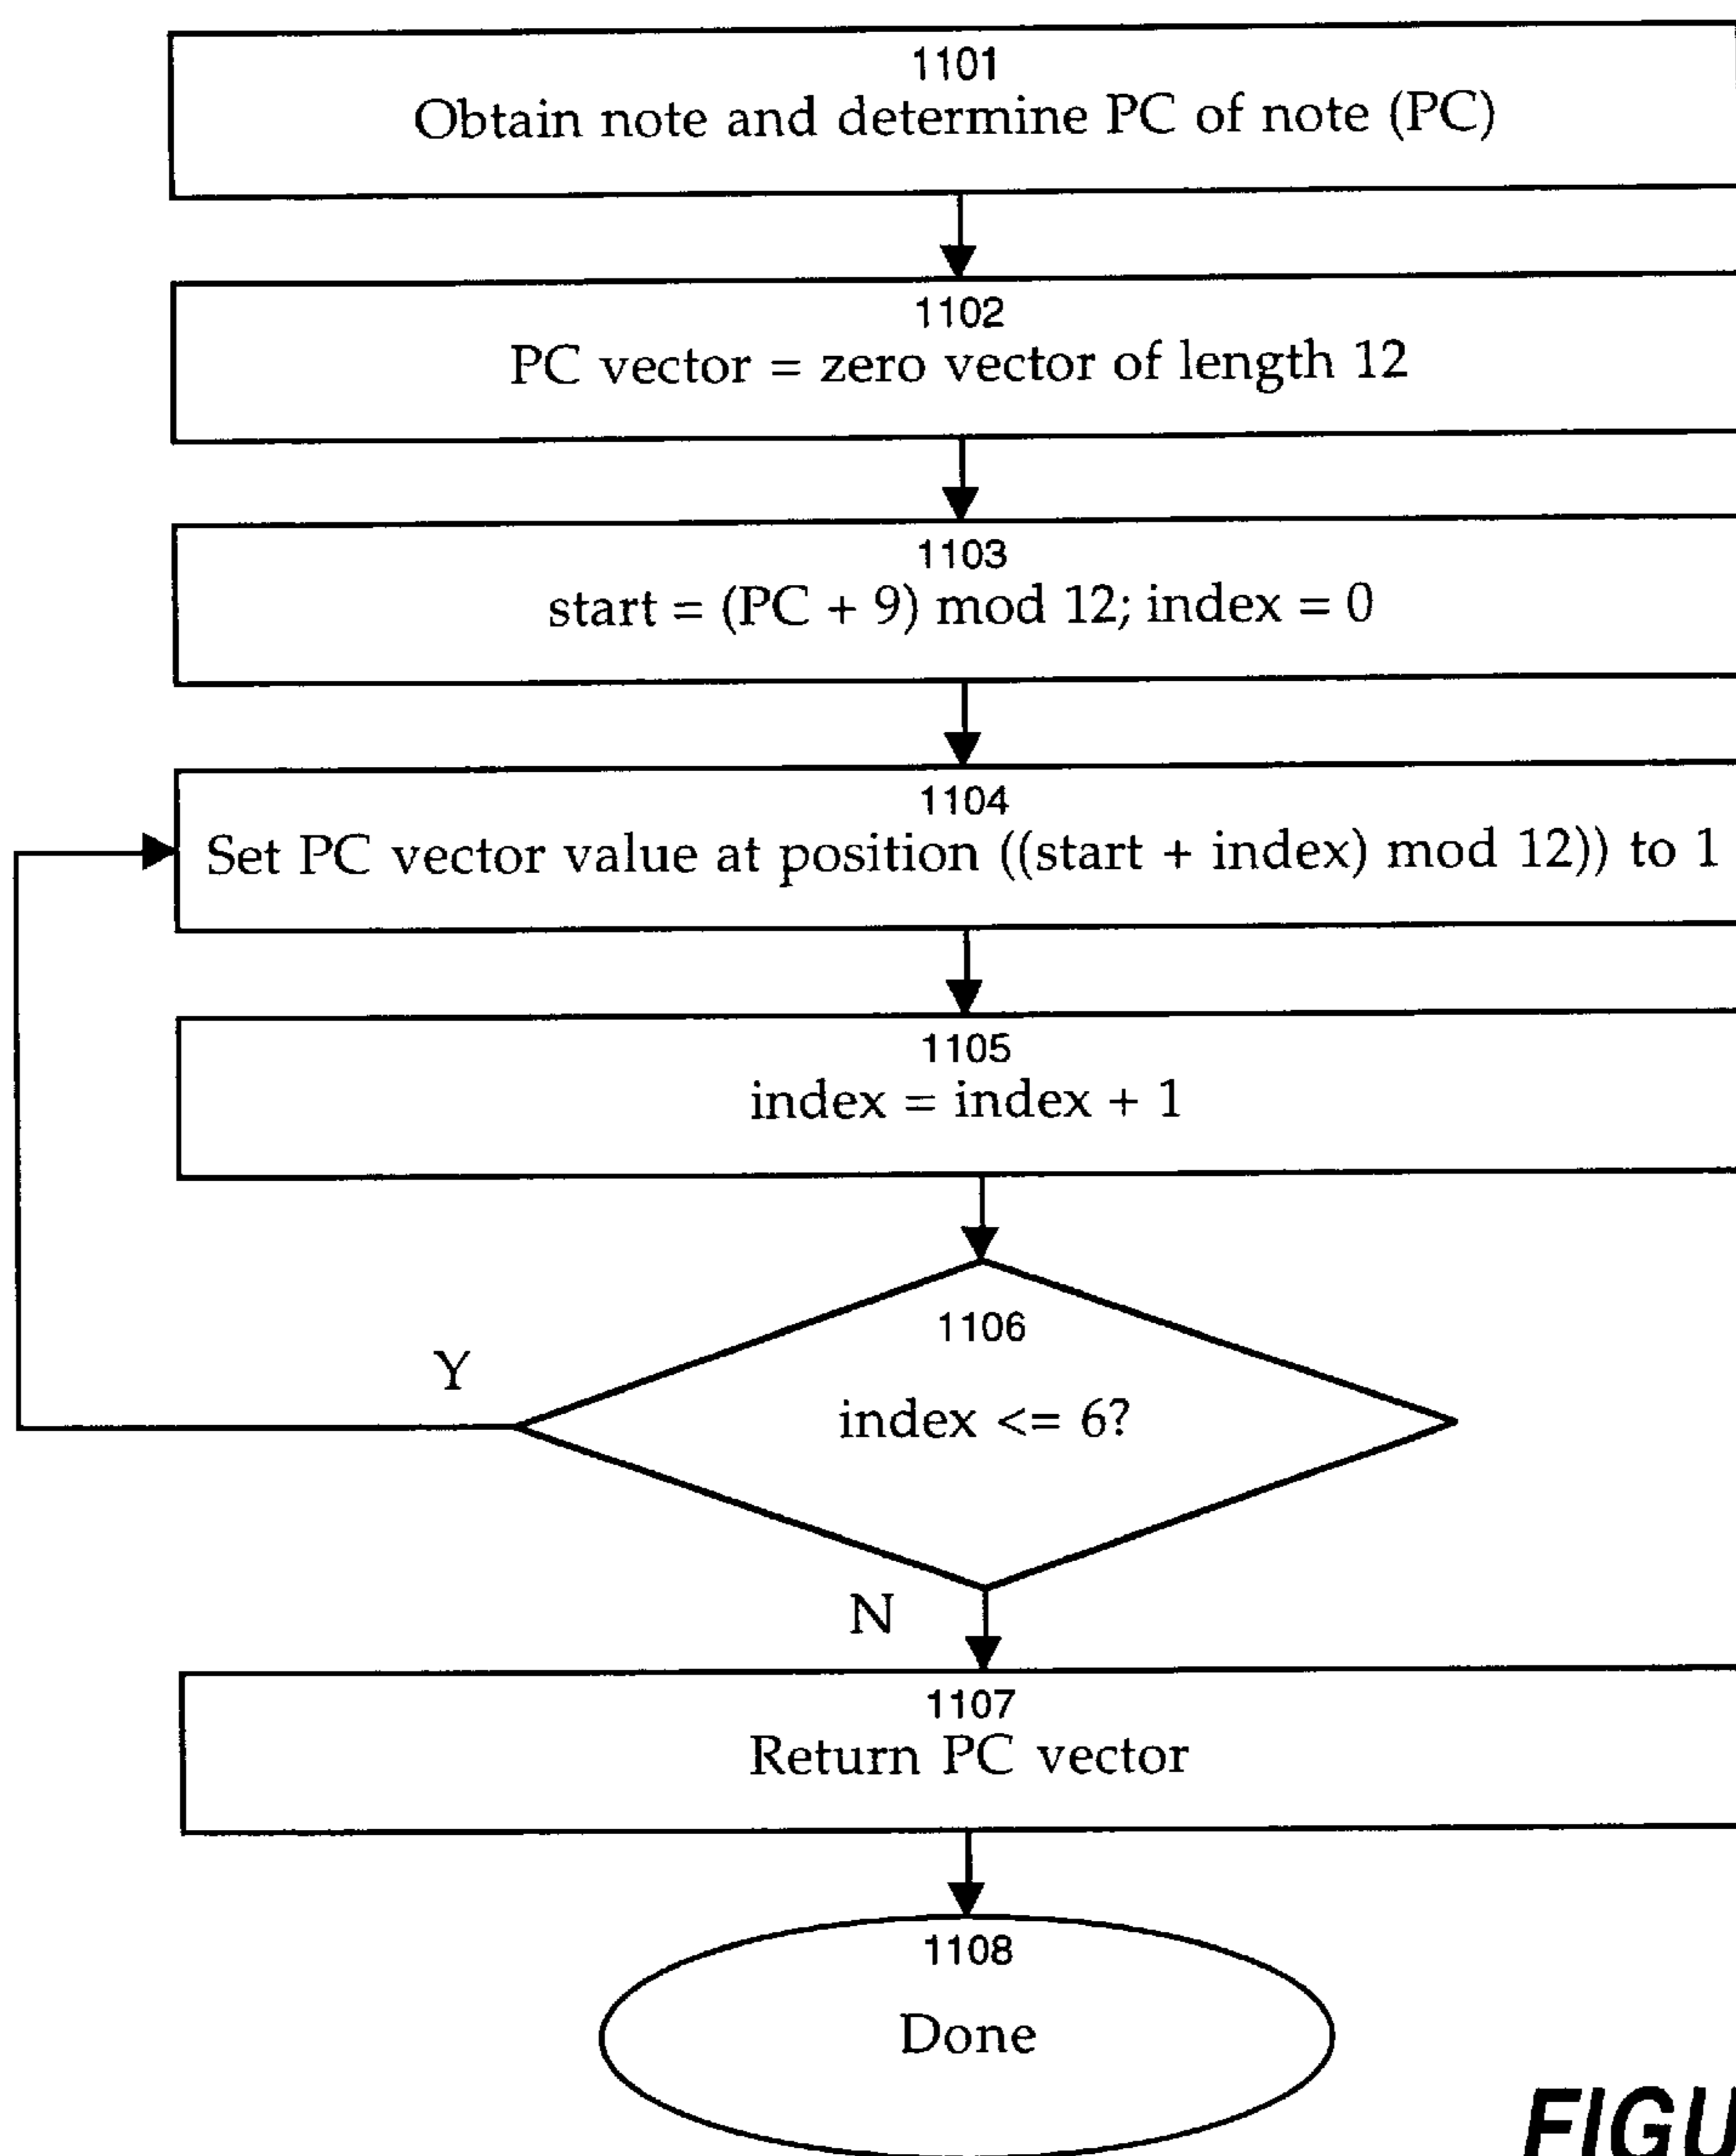 1101
Obtain note and determine PC of note (PC)
1102
PC vector = zero vector of length 12
1103
start = (PC + 9) mod 12; index = 0
1104
Set PC vector value at position ((start + index) mod 12)) to 1
1105
index = index + 1
1106
Y
index <= 6?
N
1107
Return PC vector
1108
Done
FIGU